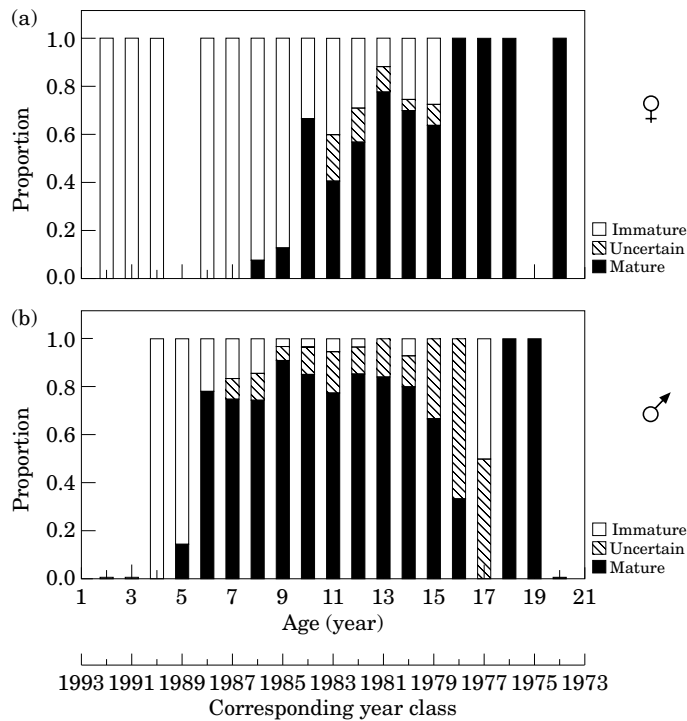 (a)
1.0
0.8
0.6
0.4
0.2
0.0
Proportion
Immature
Uncertain
Mature
♀
(b)
1.0
0.8
0.6
0.4
0.2
0.0
Proportion
Immature
Uncertain
Mature
♂
1 3 5 7 9 11 13 15 17 19 21
Age (year)
1993 1991 1989 1987 1985 1983 1981 1979 1977 1975 1973
Corresponding year class